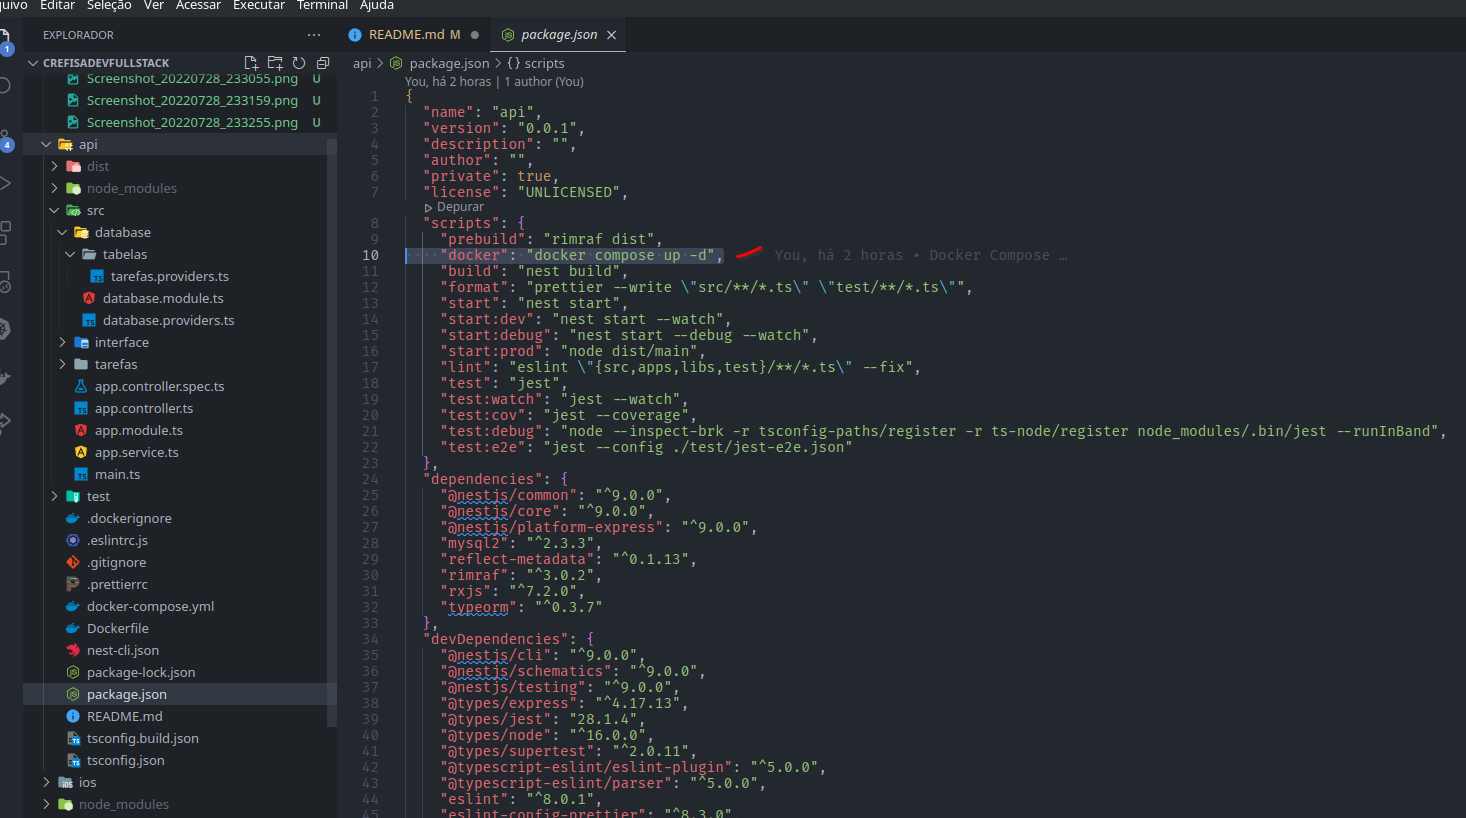 quivo Editar Seleção Ver Acessar Executar Terminal Ajuda
EXPLORADOR ···
README.md M ●
package.json ×
CREFISADEVFULLSTACK
api > package.json > {} scripts
1
4
Screenshot_20220728_233055.png U
Screenshot_20220728_233159.png U
Screenshot_20220728_233255.png U
api
dist
node_modules
src
database
tabelas
tarefas.providers.ts
database.module.ts
database.providers.ts
interface
tarefas
app.controller.spec.ts
app.controller.ts
app.module.ts
app.service.ts
main.ts
test
.dockerignore
.eslintrc.js
.gitignore
.prettierrc
docker-compose.yml
Dockerfile
nest-cli.json
package-lock.json
package.json
README.md
tsconfig.build.json
tsconfig.json
ios
node_modules
You, há 2 horas | 1 author (You)
1 {
2 "name": "api",
3 "version": "0.0.1",
4 "description": "",
5 "author": "",
6 "private": true,
7 "license": "UNLICENSED",
Depurar
8 "scripts": {
9 "prebuild": "rimraf dist",
10 "docker": "docker compose up -d", You, há 2 horas • Docker Compose …
11 "build": "nest build",
12 "format": "prettier --write \"src/**/*.ts\" \"test/**/*.ts\"",
13 "start": "nest start",
14 "start:dev": "nest start --watch",
15 "start:debug": "nest start --debug --watch",
16 "start:prod": "node dist/main",
17 "lint": "eslint \"{src,apps,libs,test}/**/*.ts\" --fix",
18 "test": "jest",
19 "test:watch": "jest --watch",
20 "test:cov": "jest --coverage",
21 "test:debug": "node --inspect-brk -r tsconfig-paths/register -r ts-node/register node_modules/.bin/jest --runInBand",
22 "test:e2e": "jest --config ./test/jest-e2e.json"
23 },
24 "dependencies": {
25 "@nestjs/common": "^9.0.0",
26 "@nestjs/core": "^9.0.0",
27 "@nestjs/platform-express": "^9.0.0",
28 "mysql2": "^2.3.3",
29 "reflect-metadata": "^0.1.13",
30 "rimraf": "^3.0.2",
31 "rxjs": "^7.2.0",
32 "typeorm": "^0.3.7"
33 },
34 "devDependencies": {
35 "@nestjs/cli": "^9.0.0",
36 "@nestjs/schematics": "^9.0.0",
37 "@nestjs/testing": "^9.0.0",
38 "@types/express": "^4.17.13",
39 "@types/jest": "28.1.4",
40 "@types/node": "^16.0.0",
41 "@types/supertest": "^2.0.11",
42 "@typescript-eslint/eslint-plugin": "^5.0.0",
43 "@typescript-eslint/parser": "^5.0.0",
44 "eslint": "^8.0.1",
45 "eslint-config-prettier": "^8.3.0",